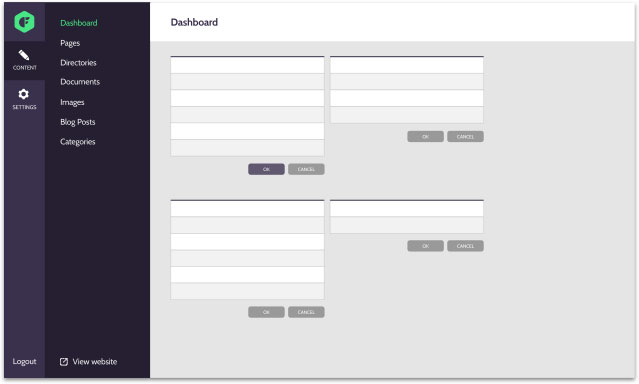 Dashboard
Pages
Directories
Documents
Images
Blog Posts
Categories
CONTENT
SETTINGS
Logout
View website
Dashboard
OK
CANCEL
OK
CANCEL
OK
CANCEL
OK
CANCEL